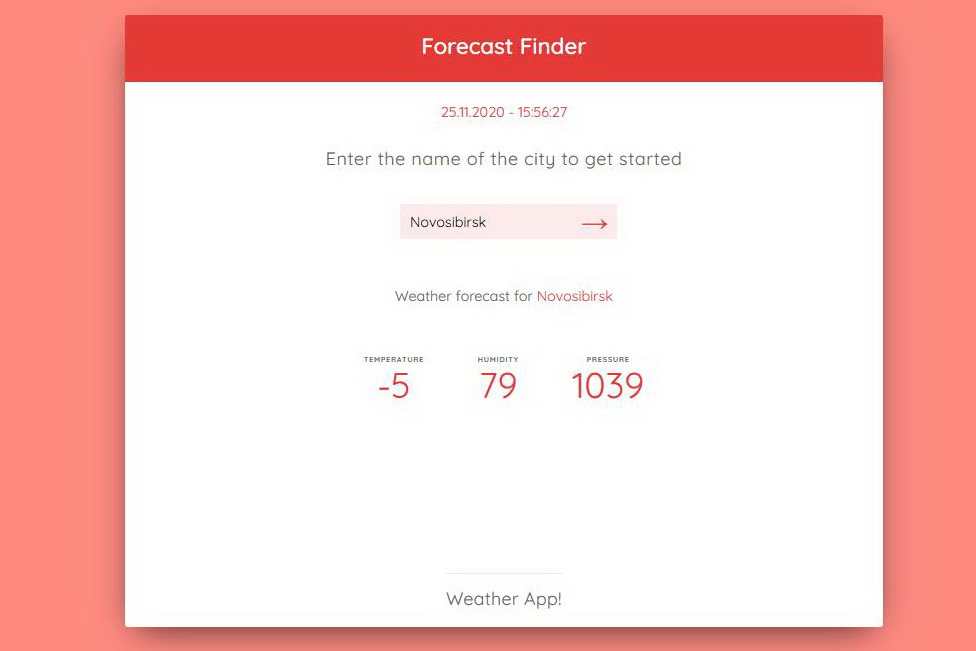 Forecast Finder
25.11.2020 - 15:56:27
Enter the name of the city to get started
Novosibirsk →
Weather forecast for Novosibirsk
TEMPERATURE HUMIDITY PRESSURE
-5 79 1039
Weather App!